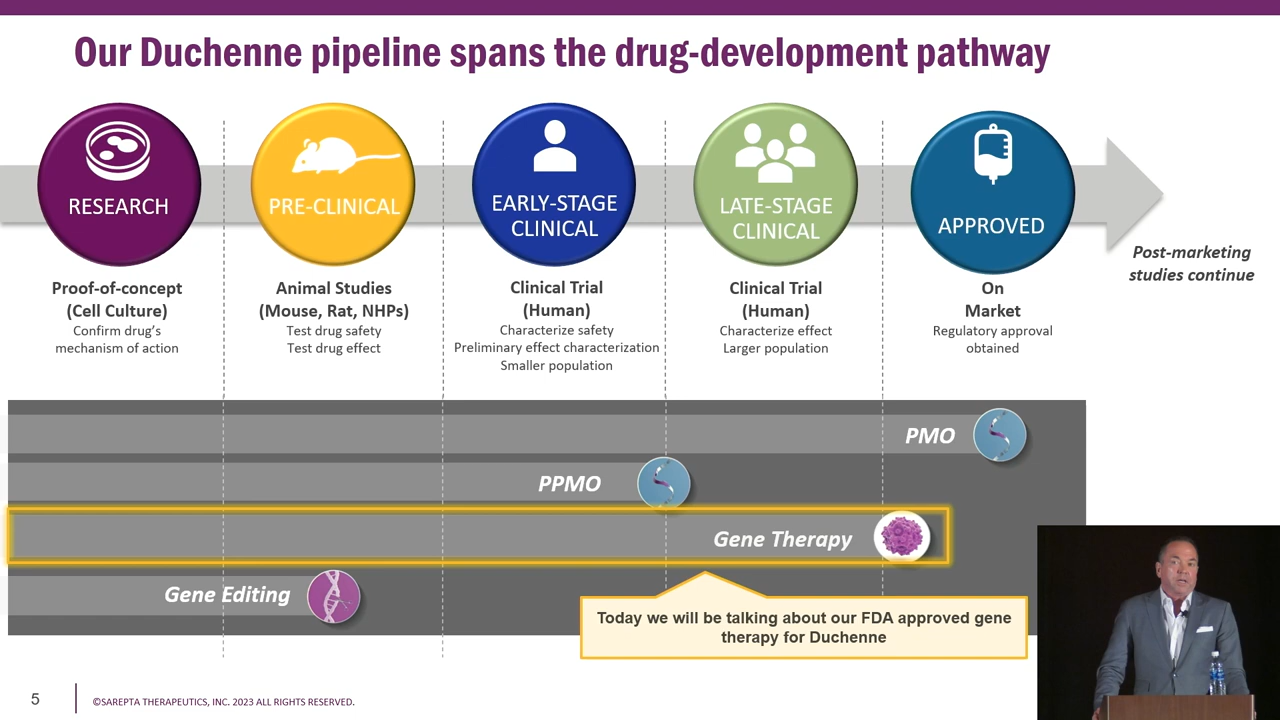 Our Duchenne pipeline spans the drug-development pathway
RESEARCH
PRE-CLINICAL
EARLY-STAGE
CLINICAL
LATE-STAGE
CLINICAL
APPROVED
Post-marketing
studies continue
Proof-of-concept
(Cell Culture)
Confirm drug’s
mechanism of action
Animal Studies
(Mouse, Rat, NHPs)
Test drug safety
Test drug effect
Clinical Trial
(Human)
Characterize safety
Preliminary effect characterization
Smaller population
Clinical Trial
(Human)
Characterize effect
Larger population
On
Market
Regulatory approval
obtained
PMO
PPMO
Gene Therapy
Gene Editing
Today we will be talking about our FDA approved gene
therapy for Duchenne
5
©SAREPTA THERAPEUTICS, INC. 2023 ALL RIGHTS RESERVED.